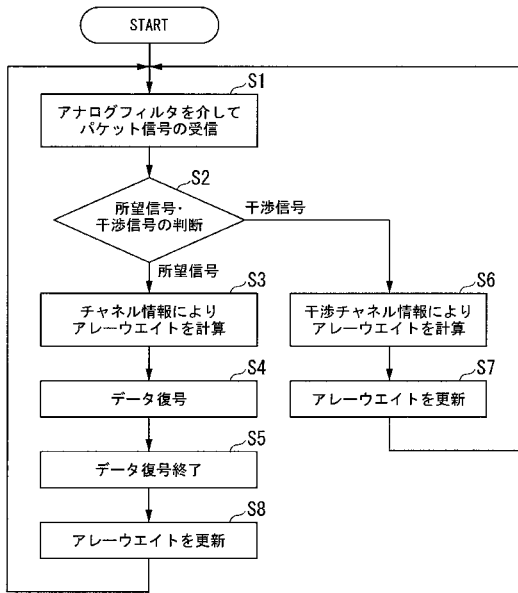 START
S1
アナログフィルタを介して
パケット信号の受信
S2
所望信号・
干渉信号の判断
干渉信号
所望信号
S3
チャネル情報により
アレーウエイトを計算
S6
干渉チャネル情報により
アレーウエイトを計算
S4
データ復号
S7
アレーウエイトを更新
S5
データ復号終了
S8
アレーウエイトを更新